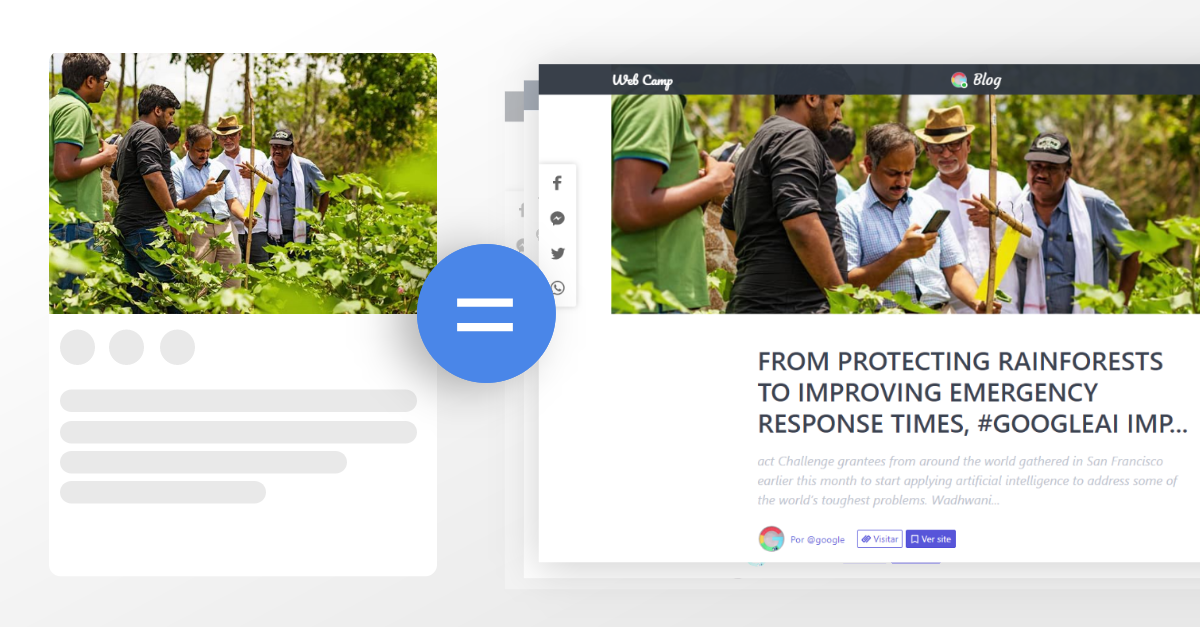 Web Camp
Blog
FROM PROTECTING RAINFORESTS
TO IMPROVING EMERGENCY
RESPONSE TIMES, #GOOGLEAI IMP...
act Challenge grantees from around the world gathered in San Francisco
earlier this month to start applying artificial intelligence to address some of
the world's toughest problems. Wadhwani...
Por @google
Visitar
Ver site